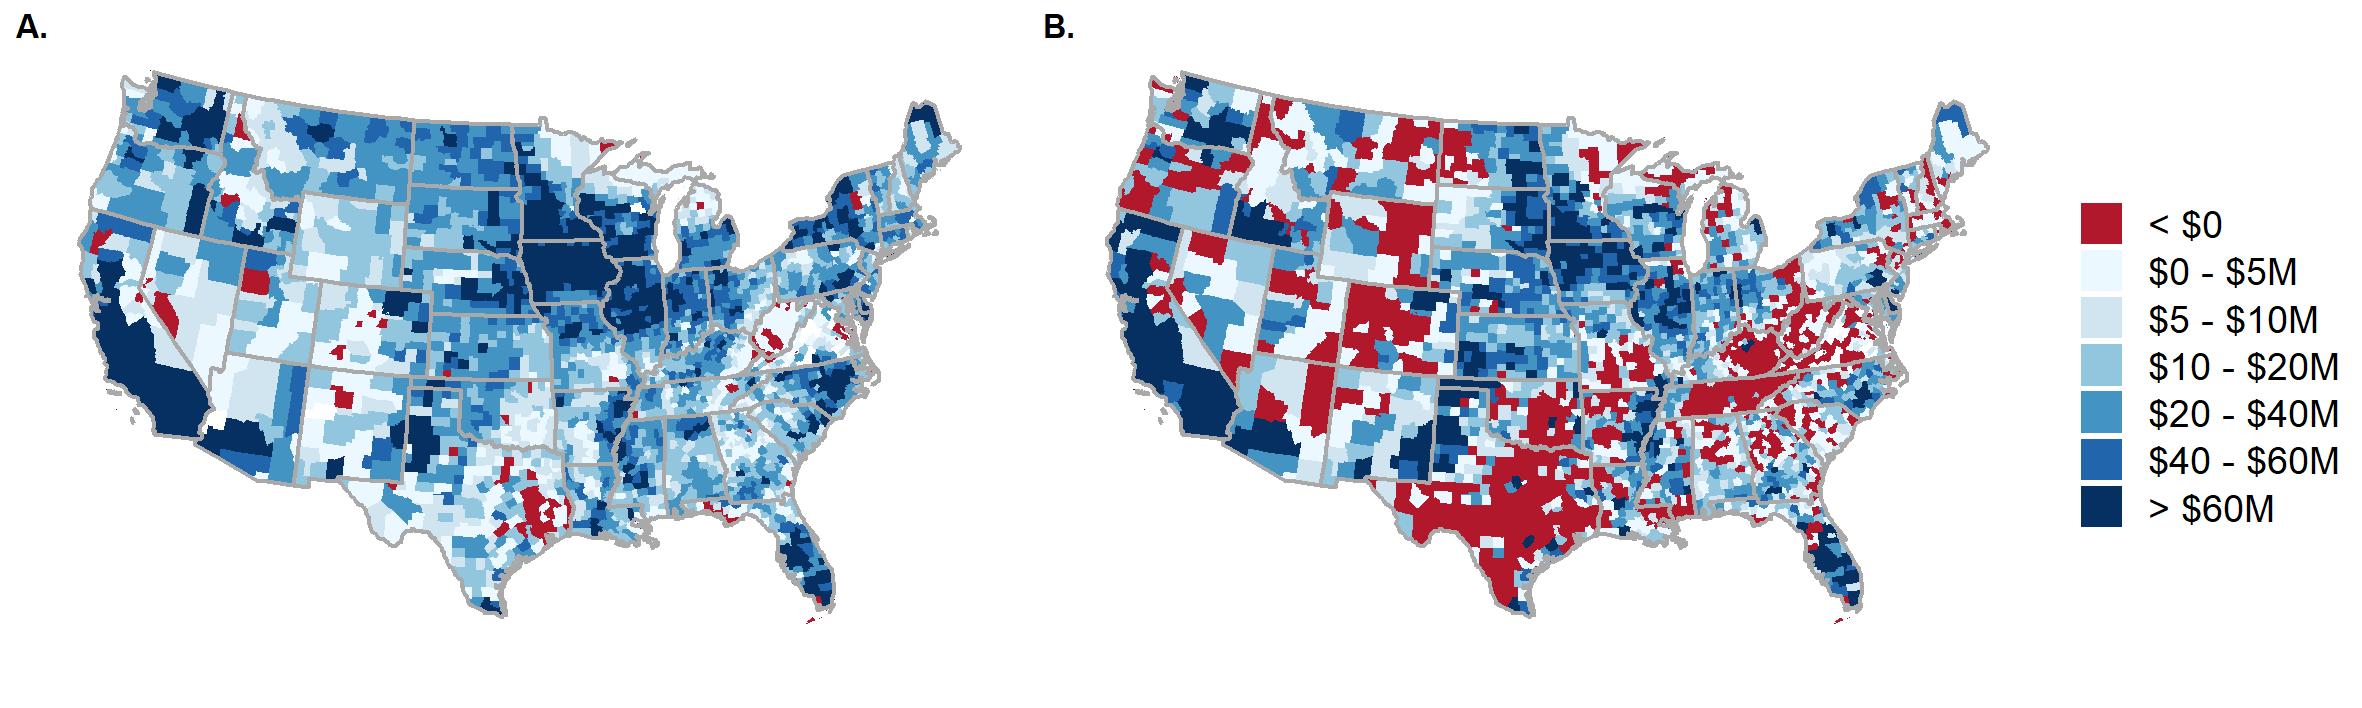 A.
B.
< $0
$0 - $5M
$5 - $10M
$10 - $20M
$20 - $40M
$40 - $60M
> $60M